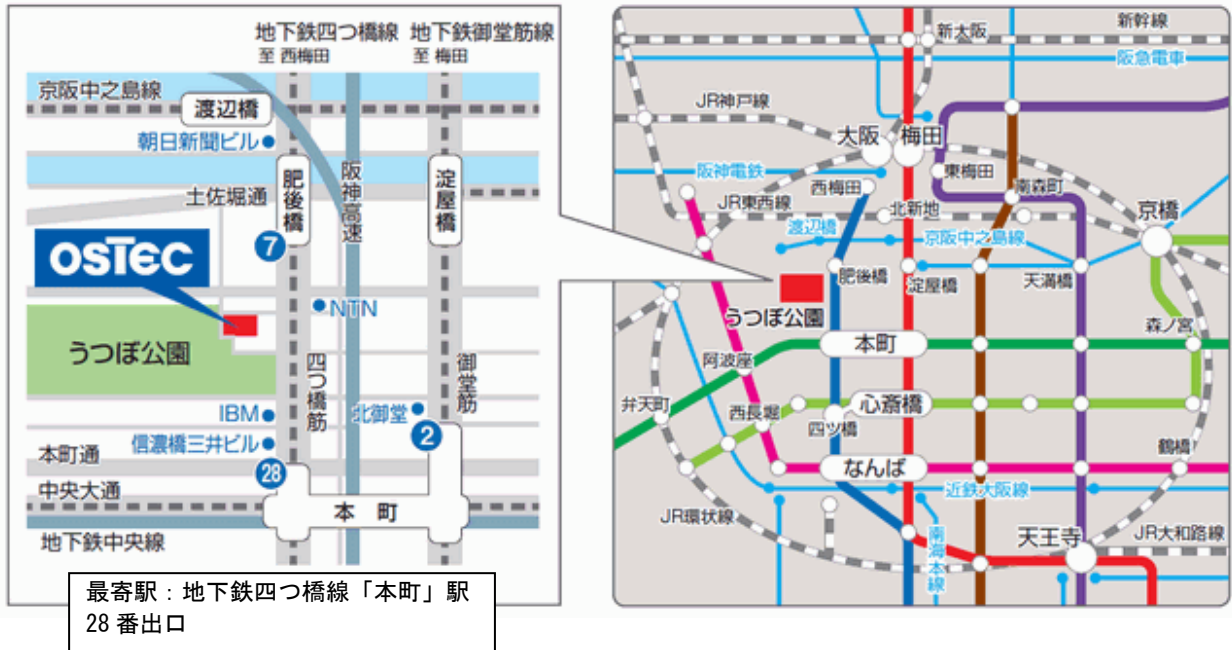 地下鉄四つ橋線
至 西梅田
地下鉄御堂筋線
至 梅田
京阪中之島線
渡辺橋
朝日新聞ビル
肥後橋
阪神高速
淀屋橋
土佐堀通
7
OSTEC
NTN
うつぼ公園
四つ橋筋
御堂筋
IBM
北御堂
2
信濃橋三井ビル
本町通
28
中央大通
本町
地下鉄中央線
最寄駅：地下鉄四つ橋線「本町」駅
28 番出口
新幹線
新大阪
阪急電車
JR神戸線
大阪
梅田
阪神電鉄
西梅田
東梅田
南森町
JR東西線
北新地
京橋
渡辺橋
京阪中之島線
肥後橋
淀屋橋
天満橋
うつぼ公園
森ノ宮
本町
阿波座
弁天町
西長堀
心斎橋
四ツ橋
鶴橋
なんば
近鉄大阪線
JR環状線
南海本線
天王寺
JR大和路線